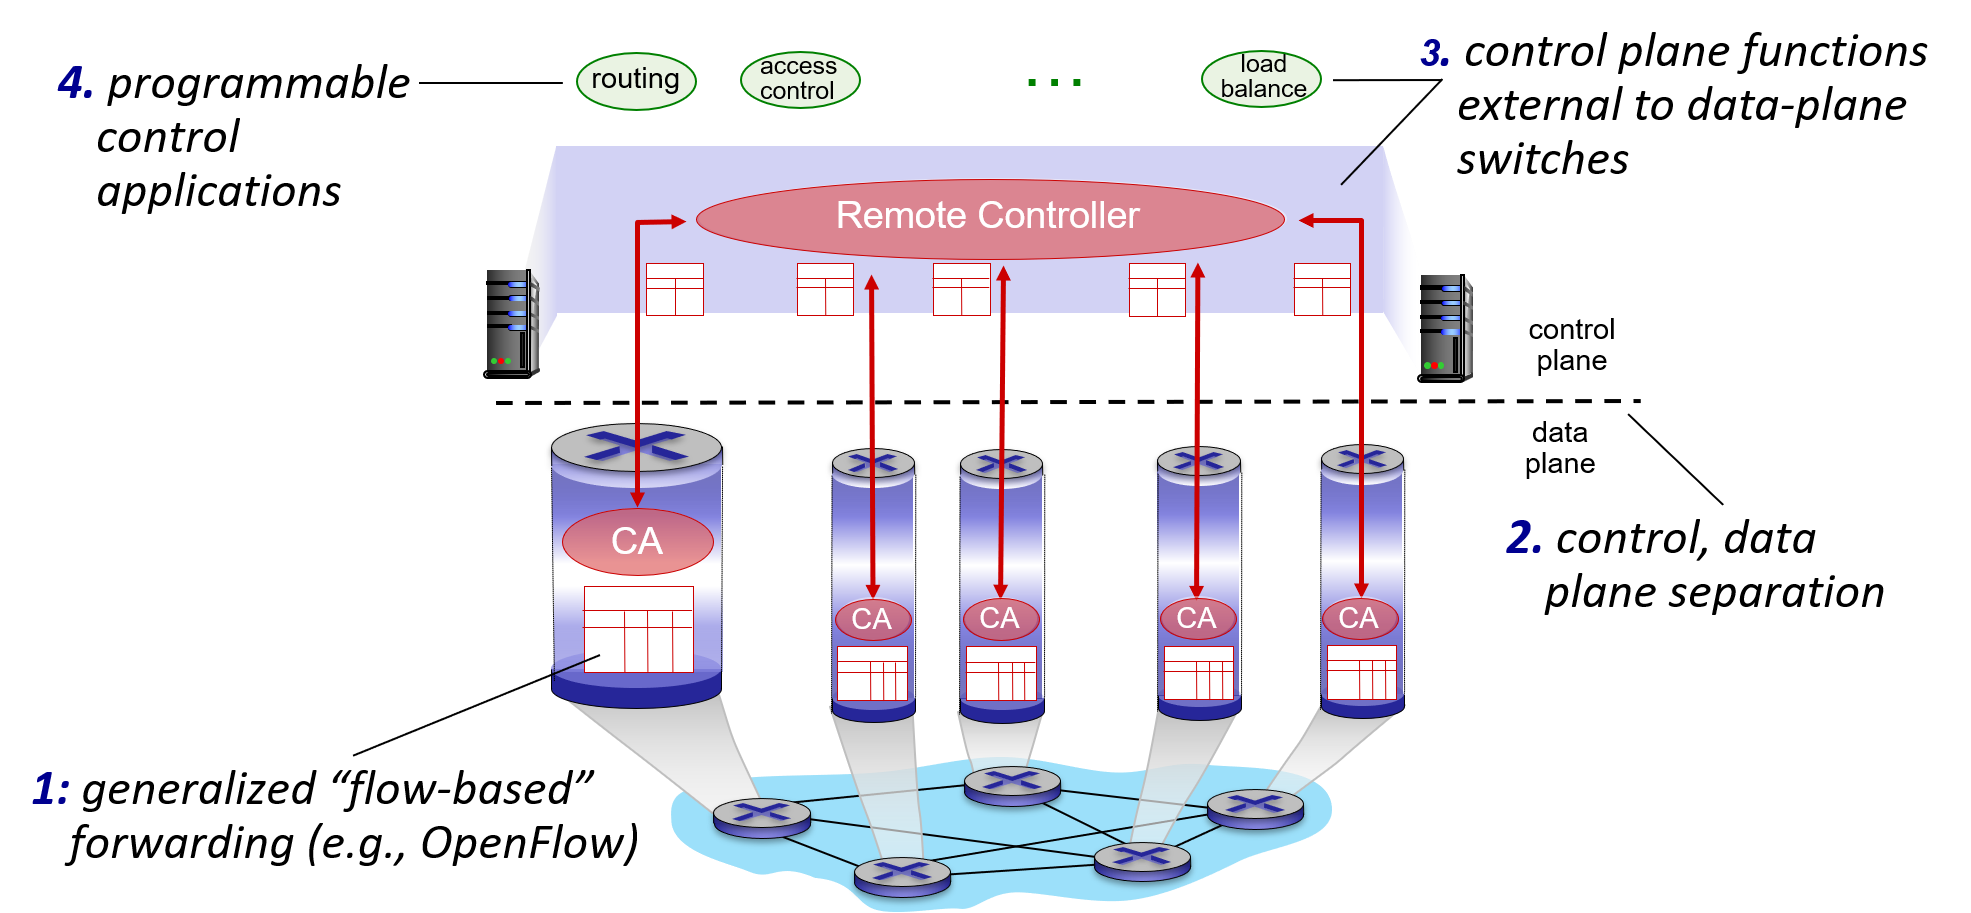 4. programmable
control
applications
routing
access
control
...
load
balance
3. control plane functions
external to data-plane
switches
Remote Controller
control
plane
data
plane
2. control, data
plane separation
CA
CA
CA
CA
CA
1: generalized “flow-based”
forwarding (e.g., OpenFlow)